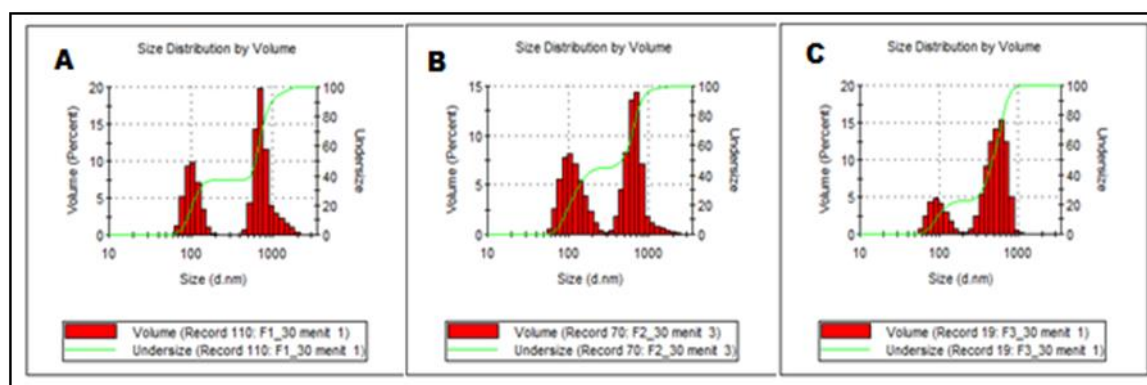 A
Size Distribution by Volume
20
15
10
5
0
100
80
60
40
20
0
Volume (Percent)
Undersize
10
100
1000
Size (d.nm)
Volume (Record 110: F1_30 menit 1)
Undersize (Record 110: F1_30 menit 1)
B
Size Distribution by Volume
15
10
5
0
100
80
60
40
20
0
Volume (Percent)
Undersize
10
100
1000
Size (d.nm)
Volume (Record 70: F2_30 menit 3)
Undersize (Record 70: F2_30 menit 3)
C
Size Distribution by Volume
20
15
10
5
0
100
80
60
40
20
0
Volume (Percent)
Undersize
10
100
1000
Size (d.nm)
Volume (Record 19: F3_30 menit 1)
Undersize (Record 19: F3_30 menit 1)